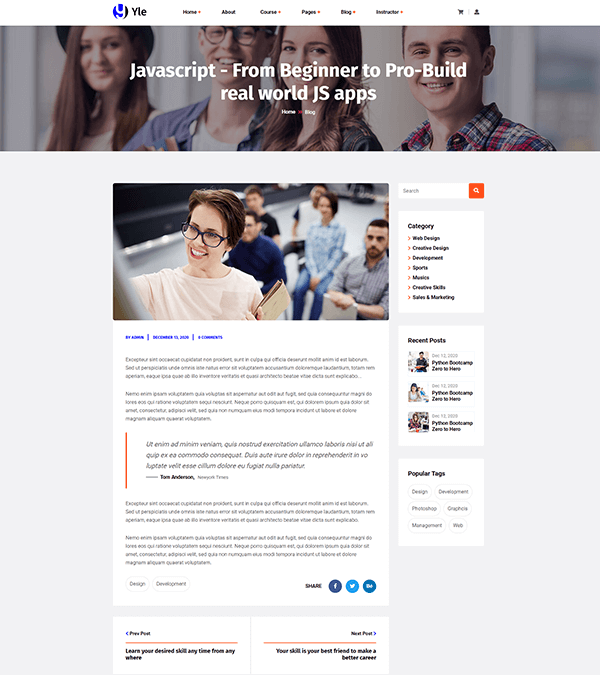 Yle
Home
About
Course
Pages
Blog
Iinstructor
Javascript - From Beginner to Pro-Build
real world JS apps
Home
Blog
BY ADMIN
DECEMBER 13, 2020
0 COMMENTS
Excepteur sint occaecat cupidatat non proident, sunt in culpa qui officia deserunt mollit anim id est laborum.
Sed ut perspiciatis unde omnis iste natus error sit voluptatem accusantium doloremque laudantium, totam rem
aperiam, eaque ipsa quae ab illo inventore veritatis et quasi architecto beatae vitae dicta sunt explicabo...
Nemo enim ipsam voluptatem quia voluptas sit aspernatur aut odit aut fugit, sed quia consequuntur magni do
lores eos qui ratione voluptatem sequi nesciunt. Neque porro quisquam est, qui dolorem ipsum quia dolor sit
amet, consectetur, adipisci velit, sed quia non numquam eius modi tempora incidunt ut labore et dolore
magnam aliquam quaerat voluptatem.
Ut enim ad minim veniam, quis nostrud exercitation ullamco laboris nisi ut ali
quip ex ea commodo consequat. Duis aute irure dolor in reprehenderit in vo
luptate velit esse cillum dolore eu fugiat nulla pariatur.
Tom Anderson, Newyork Times
Excepteur sint occaecat cupidatat non proident, sunt in culpa qui officia deserunt mollit anim id est laborum.
Sed ut perspiciatis unde omnis iste natus error sit voluptatem accusantium doloremque laudantium, totam rem
aperiam, eaque ipsa quae ab illo inventore veritatis et quasi architecto beatae vitae dicta sunt explicabo.
Nemo enim ipsam voluptatem quia voluptas sit aspernatur aut odit aut fugit, sed quia consequuntur magni do
lores eos qui ratione voluptatem sequi nesciunt. Neque porro quisquam est, qui dolorem ipsum quia dolor sit
amet, consectetur, adipisci velit, sed quia non numquam eius modi tempora incidunt ut labore et dolore
magnam aliquam quaerat voluptatem.
Design
Development
SHARE
f
Bē
Prev Post
Learn your desired skill any time from any
where
Next Post
Your skill is your best friend to make a
better career
Search
Category
Web Design
Creative Design
Development
Sports
Musics
Creative Skills
Sales & Marketing
Recent Posts
Dec 12, 2020
Python Bootcamp
Zero to Hero
Dec 12, 2020
Python Bootcamp
Zero to Hero
Dec 12, 2020
Python Bootcamp
Zero to Hero
Popular Tags
Design
Development
Photoshop
Graphcis
Management
Web